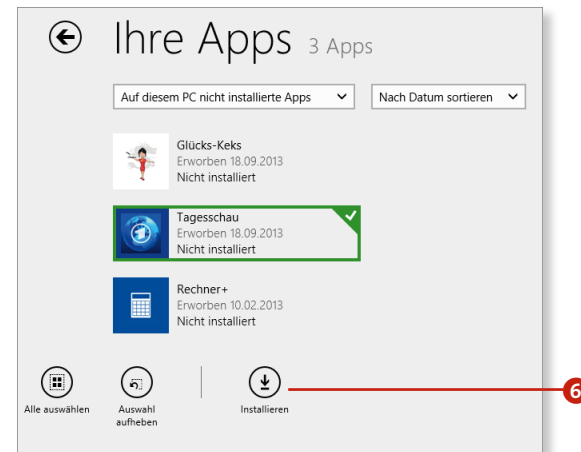 Ihre Apps 3 Apps
Auf diesem PC nicht installierte Apps Nach Datum sortieren
Glücks-Keks
Erworben 18.09.2013
Nicht installiert
Tagesschau
Erworben 18.09.2013
Nicht installiert
Rechner+
Erworben 10.02.2013
Nicht installiert
Alle auswählen
Auswahl
aufheben
Installieren
6